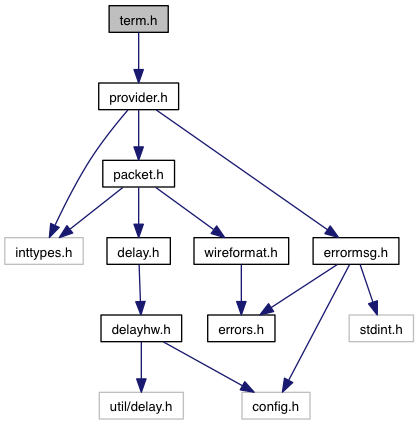 term.h
provider.h
packet.h
inttypes.h
delay.h
wireformat.h
errormsg.h
delayhw.h
errors.h
stdint.h
util/delay.h
config.h